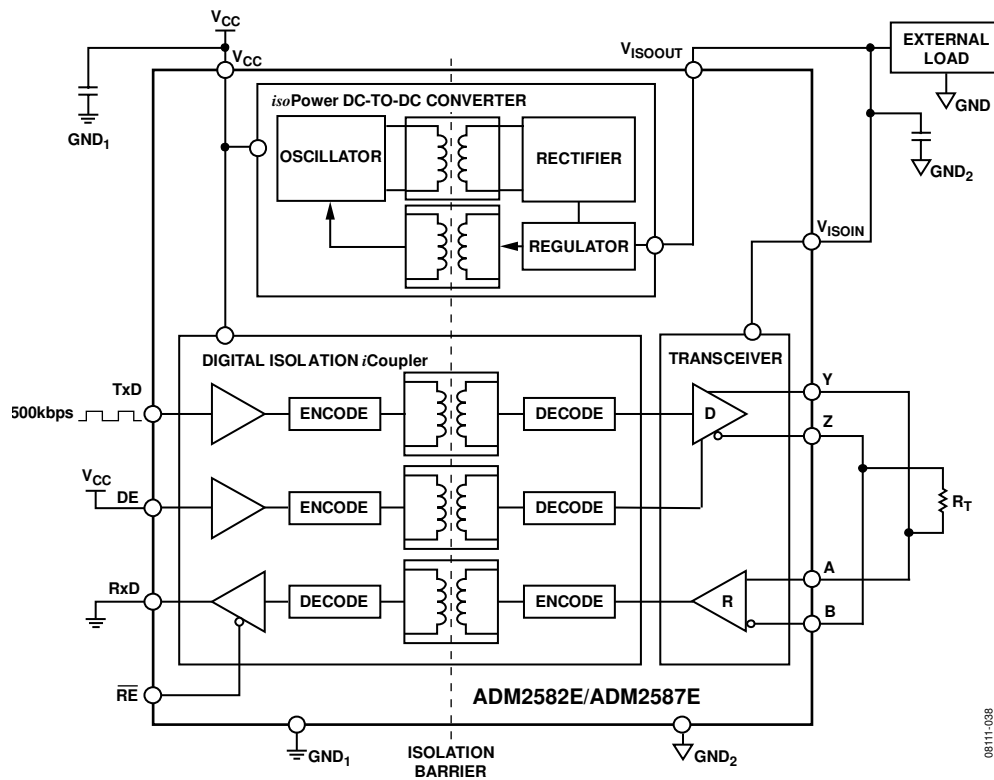 VCC
VCC
VISOOUT
EXTERNAL
LOAD
GND
GND1
GND2
isoPower DC-TO-DC CONVERTER
OSCILLATOR
RECTIFIER
REGULATOR
VISOIN
DIGITAL ISOLATION iCoupler
TRANSCEIVER
TxD
500kbps
ENCODE
DECODE
D
Y
Z
VCC
DE
ENCODE
DECODE
RT
RxD
DECODE
ENCODE
R
A
B
RE
ADM2582E/ADM2587E
GND1
ISOLATION
BARRIER
GND2
08111-038